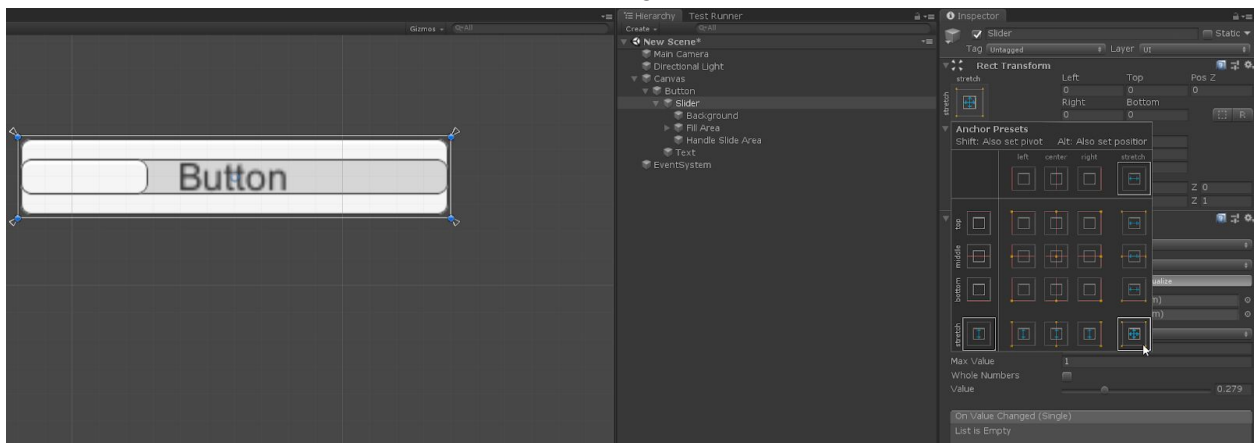 Gizmos
All
Button
Hierarchy
Test Runner
Create
All
New Scene*
Main Camera
Directional Light
Canvas
Button
Slider
Background
Fill Area
Handle Slide Area
Text
EventSystem
Inspector
Slider
Static
Tag Untagged Layer UI
Rect Transform
stretch
Left Top Pos Z
0 0 0
Right Bottom
stretch
0 0 R
Anchor Presets
Shift: Also set pivot Alt: Also set position
left center right stretch
Z 0
Z 1
top
middle
bottom
ualize
m)
m)
stretch
Max Value 1
Whole Numbers
Value 0.279
On Value Changed (Single)
List is Empty